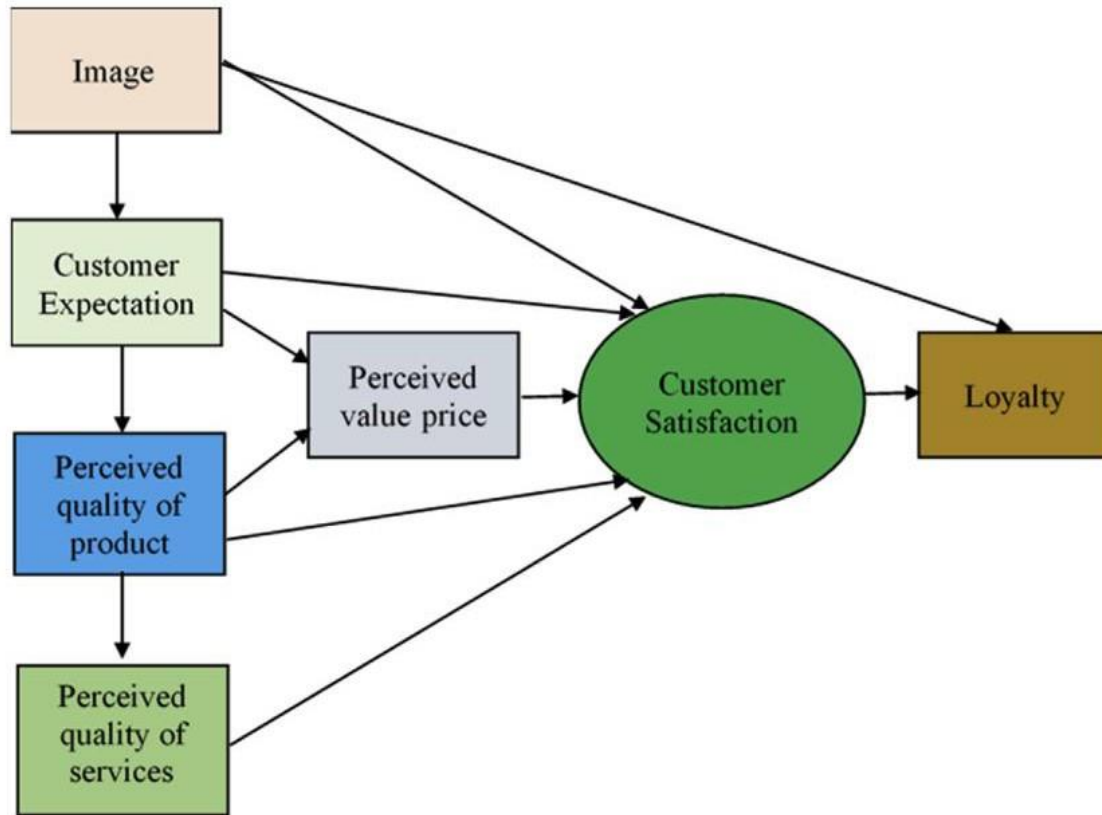 Image
Customer
Expectation
Perceived
quality of
product
Perceived
quality of
services
Perceived
value price
Customer
Satisfaction
Loyalty